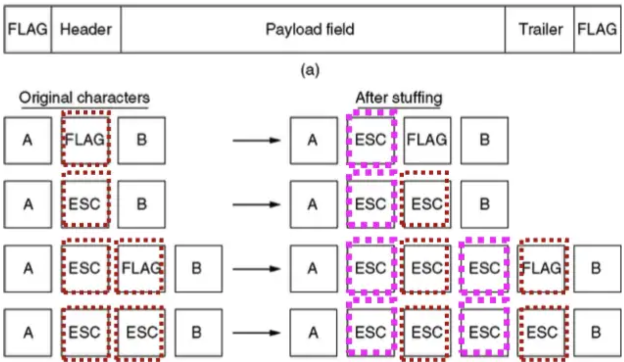 FLAG Header Payload field Trailer FLAG
(a)
Original characters After stuffing
A FLAG B A ESC FLAG B
A ESC B A ESC ESC B
A ESC FLAG B A ESC ESC ESC FLAG B
A ESC ESC B A ESC ESC ESC ESC B